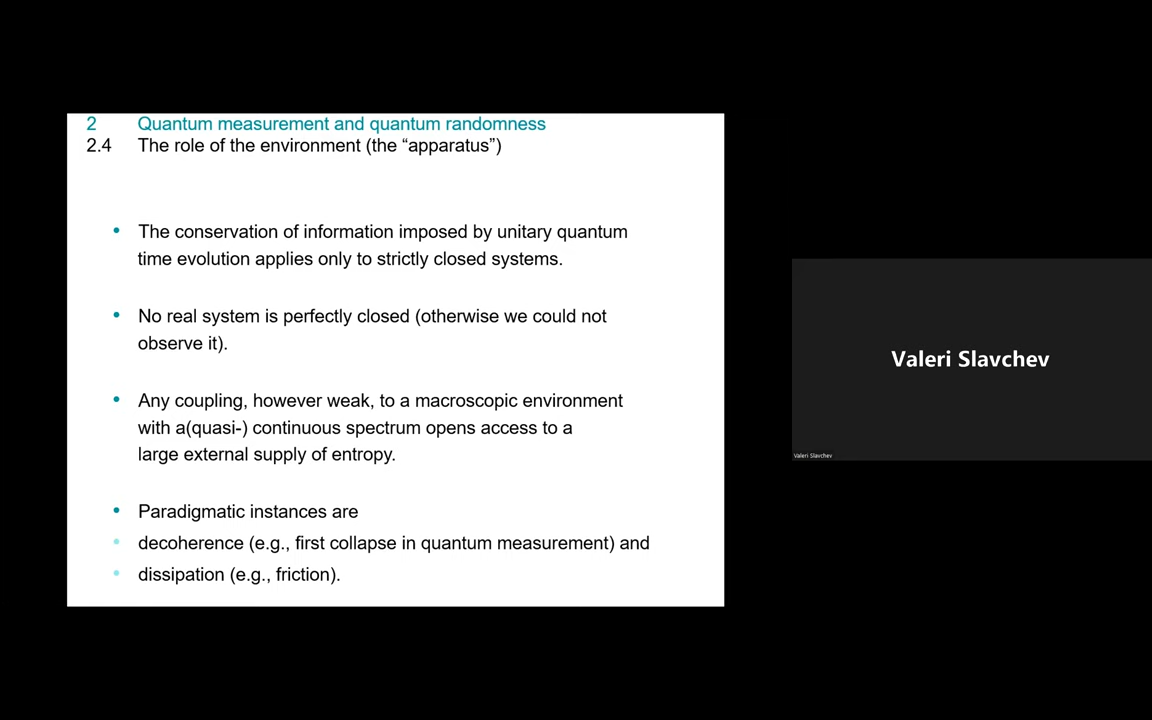 2 Quantum measurement and quantum randomness
2.4 The role of the environment (the “apparatus”)
• The conservation of information imposed by unitary quantum
time evolution applies only to strictly closed systems.
• No real system is perfectly closed (otherwise we could not
observe it).
• Any coupling, however weak, to a macroscopic environment
with a(quasi-) continuous spectrum opens access to a
large external supply of entropy.
• Paradigmatic instances are
• decoherence (e.g., first collapse in quantum measurement) and
• dissipation (e.g., friction).
Valeri Slavchev
Valeri Slavchev